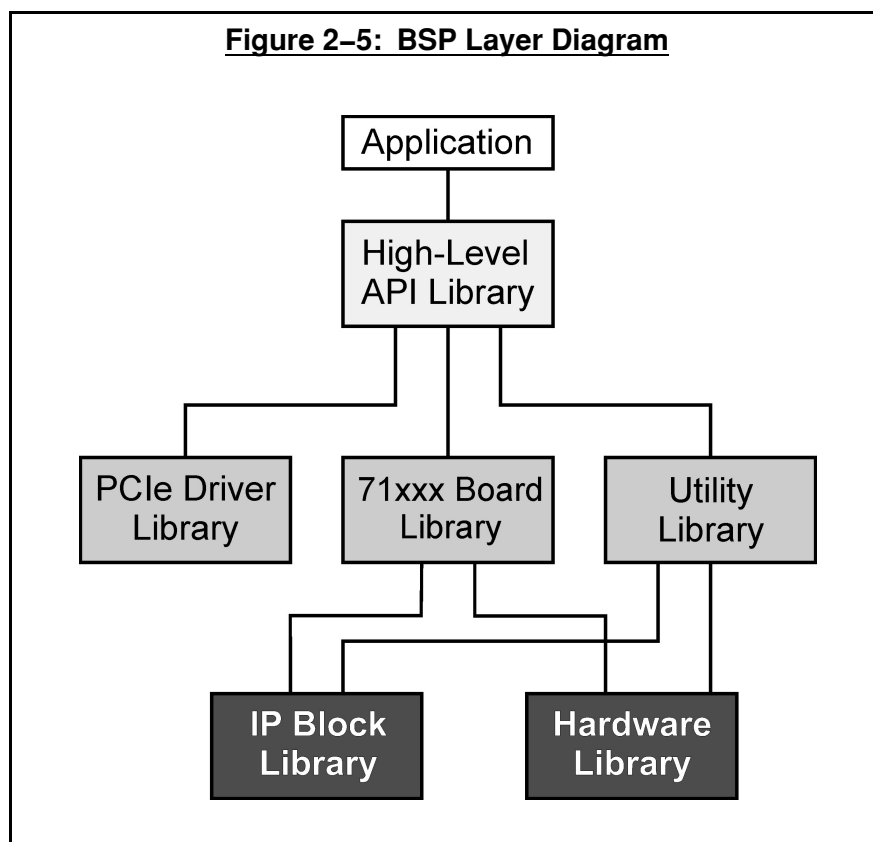 Figure 2–5: BSP Layer Diagram
Application
High-Level
API Library
PCIe Driver
Library
71xxx Board
Library
Utility
Library
IP Block
Library
Hardware
Library